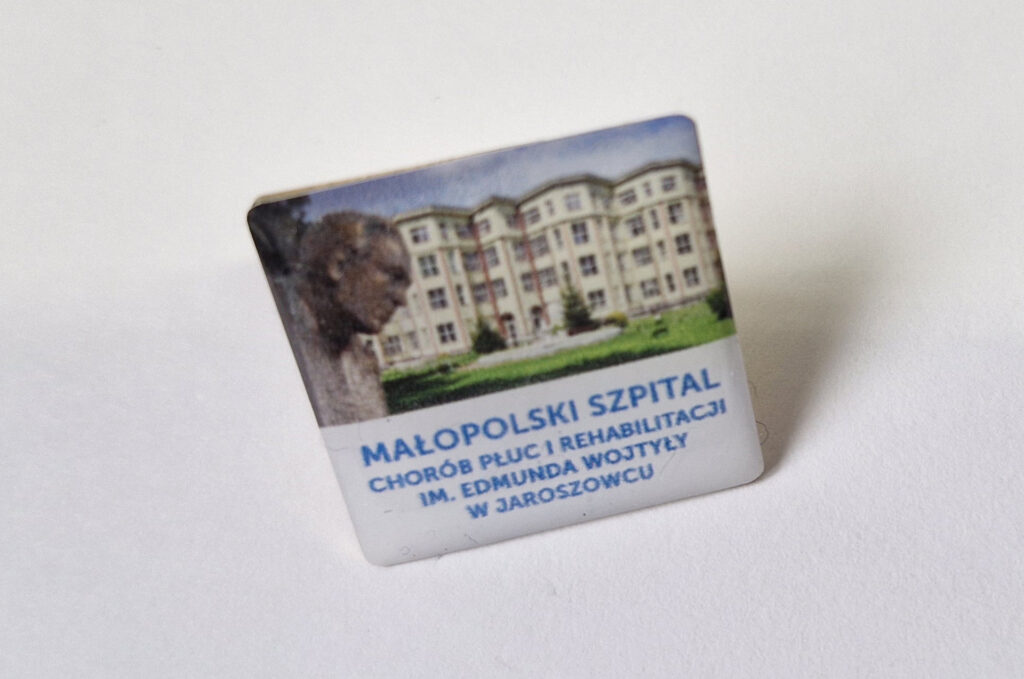 MAŁOPOLSKI SZPITAL
CHORÓB PŁUC I REHABILITACJI
IM. EDMUNDA WOJTYŁY
W JAROSZOWCU